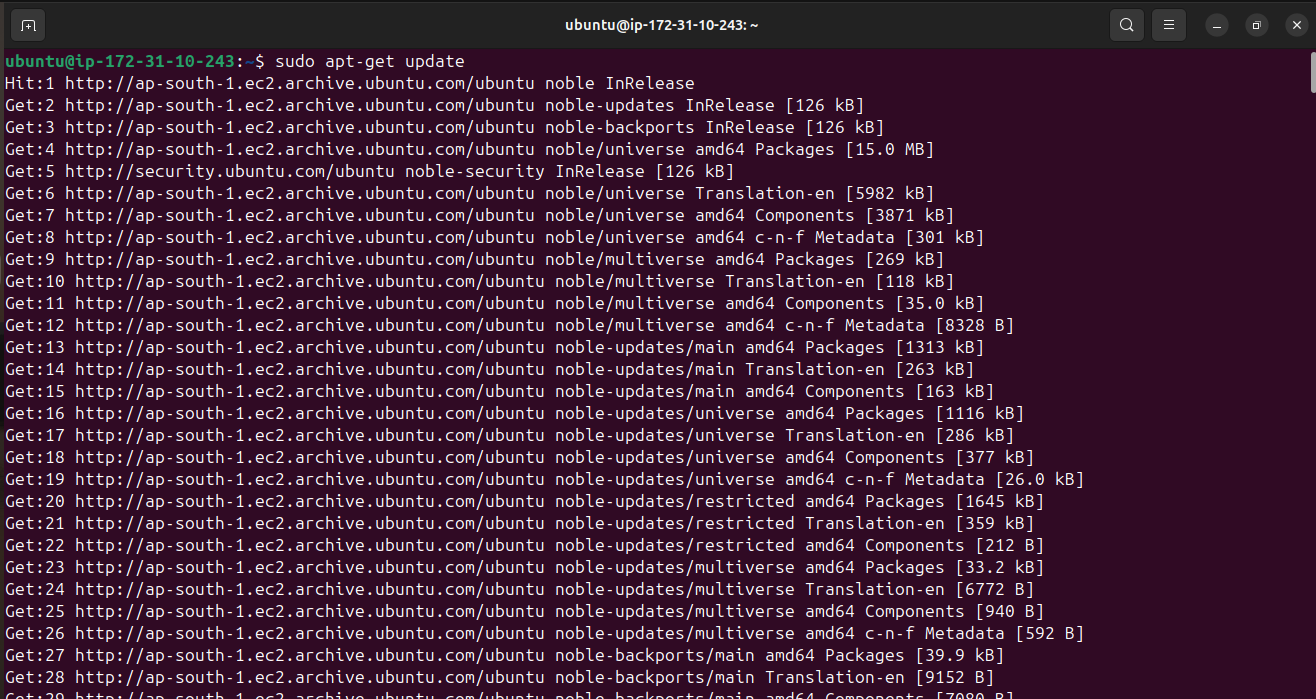 ubuntu@ip-172-31-10-243: ~
ubuntu@ip-172-31-10-243:~$ sudo apt-get update
Hit:1 http://ap-south-1.ec2.archive.ubuntu.com/ubuntu noble InRelease
Get:2 http://ap-south-1.ec2.archive.ubuntu.com/ubuntu noble-updates InRelease [126 kB]
Get:3 http://ap-south-1.ec2.archive.ubuntu.com/ubuntu noble-backports InRelease [126 kB]
Get:4 http://ap-south-1.ec2.archive.ubuntu.com/ubuntu noble/universe amd64 Packages [15.0 MB]
Get:5 http://security.ubuntu.com/ubuntu noble-security InRelease [126 kB]
Get:6 http://ap-south-1.ec2.archive.ubuntu.com/ubuntu noble/universe Translation-en [5982 kB]
Get:7 http://ap-south-1.ec2.archive.ubuntu.com/ubuntu noble/universe amd64 Components [3871 kB]
Get:8 http://ap-south-1.ec2.archive.ubuntu.com/ubuntu noble/universe amd64 c-n-f Metadata [301 kB]
Get:9 http://ap-south-1.ec2.archive.ubuntu.com/ubuntu noble/multiverse amd64 Packages [269 kB]
Get:10 http://ap-south-1.ec2.archive.ubuntu.com/ubuntu noble/multiverse Translation-en [118 kB]
Get:11 http://ap-south-1.ec2.archive.ubuntu.com/ubuntu noble/multiverse amd64 Components [35.0 kB]
Get:12 http://ap-south-1.ec2.archive.ubuntu.com/ubuntu noble/multiverse amd64 c-n-f Metadata [8328 B]
Get:13 http://ap-south-1.ec2.archive.ubuntu.com/ubuntu noble-updates/main amd64 Packages [1313 kB]
Get:14 http://ap-south-1.ec2.archive.ubuntu.com/ubuntu noble-updates/main Translation-en [263 kB]
Get:15 http://ap-south-1.ec2.archive.ubuntu.com/ubuntu noble-updates/main amd64 Components [163 kB]
Get:16 http://ap-south-1.ec2.archive.ubuntu.com/ubuntu noble-updates/universe amd64 Packages [1116 kB]
Get:17 http://ap-south-1.ec2.archive.ubuntu.com/ubuntu noble-updates/universe Translation-en [286 kB]
Get:18 http://ap-south-1.ec2.archive.ubuntu.com/ubuntu noble-updates/universe amd64 Components [377 kB]
Get:19 http://ap-south-1.ec2.archive.ubuntu.com/ubuntu noble-updates/universe amd64 c-n-f Metadata [26.0 kB]
Get:20 http://ap-south-1.ec2.archive.ubuntu.com/ubuntu noble-updates/restricted amd64 Packages [1645 kB]
Get:21 http://ap-south-1.ec2.archive.ubuntu.com/ubuntu noble-updates/restricted Translation-en [359 kB]
Get:22 http://ap-south-1.ec2.archive.ubuntu.com/ubuntu noble-updates/restricted amd64 Components [212 B]
Get:23 http://ap-south-1.ec2.archive.ubuntu.com/ubuntu noble-updates/multiverse amd64 Packages [33.2 kB]
Get:24 http://ap-south-1.ec2.archive.ubuntu.com/ubuntu noble-updates/multiverse Translation-en [6772 B]
Get:25 http://ap-south-1.ec2.archive.ubuntu.com/ubuntu noble-updates/multiverse amd64 Components [940 B]
Get:26 http://ap-south-1.ec2.archive.ubuntu.com/ubuntu noble-updates/multiverse amd64 c-n-f Metadata [592 B]
Get:27 http://ap-south-1.ec2.archive.ubuntu.com/ubuntu noble-backports/main amd64 Packages [39.9 kB]
Get:28 http://ap-south-1.ec2.archive.ubuntu.com/ubuntu noble-backports/main Translation-en [9152 B]
Get:29 http://ap-south-1.ec2.archive.ubuntu.com/ubuntu noble-backports/main amd64 Components [7080 B]